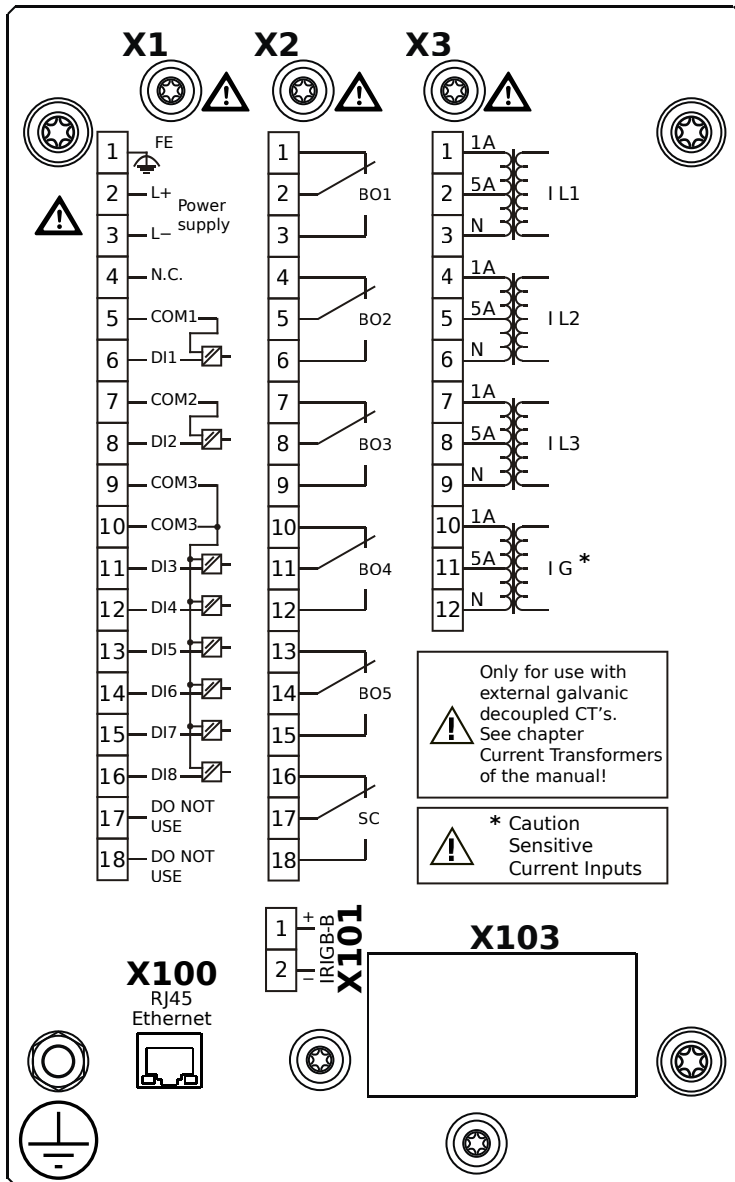 X1
X2
X3
1 FE
2 L+
3 L−
Power
supply
4 N.C.
5 COM1
6 DI1
7 COM2
8 DI2
9 COM3
10 COM3
11 DI3
12 DI4
13 DI5
14 DI6
15 DI7
16 DI8
17 DO NOT
USE
18 DO NOT
USE
1
2 BO1
3
4
5 BO2
6
7
8 BO3
9
10
11 BO4
12
13
14 BO5
15
16
17 SC
18
1 1A
2 5A I L1
3 N
4 1A
5 5A I L2
6 N
7 1A
8 5A I L3
9 N
10 1A
11 5A I G *
12 N
!
!
!
!
! Only for use with
external galvanic
decoupled CT's.
See chapter
Current Transformers
of the manual!
! * Caution
Sensitive
Current Inputs
1 +
2 −
IRIGB-B
X101
X100
RJ45
Ethernet
X103